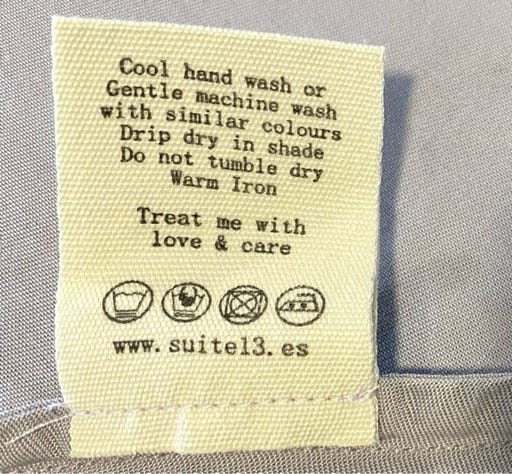 Cool hand wash or
Gentle machine wash
with similar colours
Drip dry in shade
Do not tumble dry
Warm Iron
Treat me with
love & care
www.suite13.es